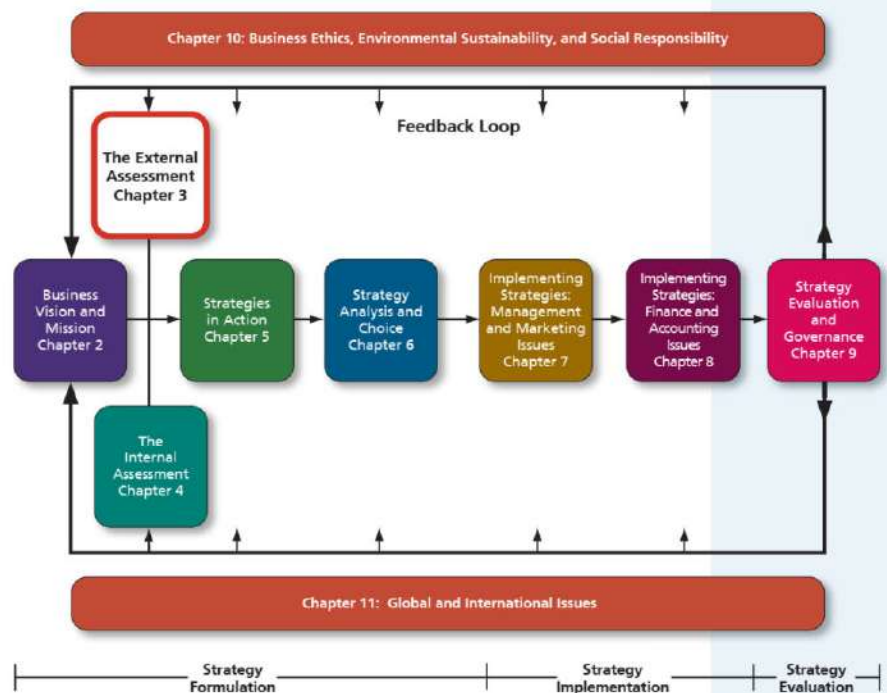 Chapter 10: Business Ethics, Environmental Sustainability, and Social Responsibility
Feedback Loop
The External
Assessment
Chapter 3
Business
Vision and
Mission
Chapter 2
Strategies
in Action
Chapter 5
Strategy
Analysis and
Choice
Chapter 6
Implementing
Strategies:
Management
and Marketing
Issues
Chapter 7
Implementing
Strategies:
Finance and
Accounting
Issues
Chapter 8
Strategy
Evaluation
and
Governance
Chapter 9
The
Internal
Assessment
Chapter 4
Chapter 11: Global and International Issues
Strategy
Formulation
Strategy
Implementation
Strategy
Evaluation